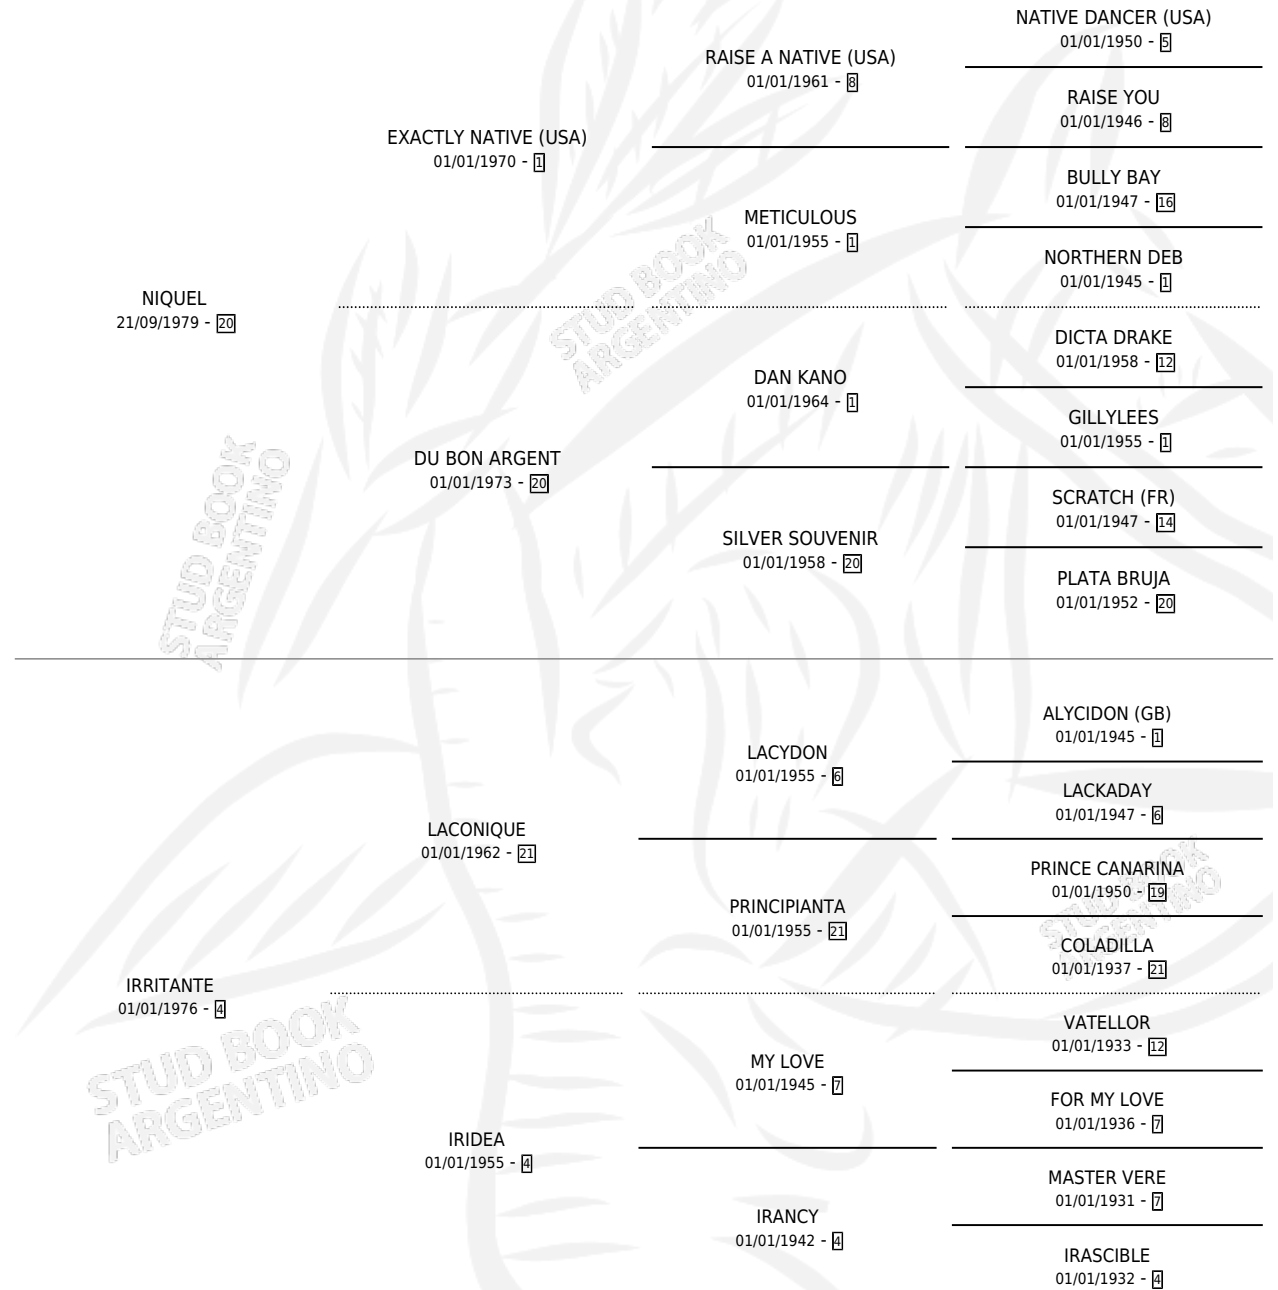 NATIVE DANCER (USA)
01/01/1950 - 5
RAISE A NATIVE (USA)
01/01/1961 - 8
RAISE YOU
01/01/1946 - 8
EXACTLY NATIVE (USA)
01/01/1970 - 1
BULLY BAY
01/01/1947 - 16
METICULOUS
01/01/1955 - 1
NORTHERN DEB
01/01/1945 - 1
NIQUEL
21/09/1979 - 20
DICTA DRAKE
01/01/1958 - 12
DAN KANO
01/01/1964 - 1
GILLYLEES
01/01/1955 - 1
DU BON ARGENT
01/01/1973 - 20
SCRATCH (FR)
01/01/1947 - 14
SILVER SOUVENIR
01/01/1958 - 20
PLATA BRUJA
01/01/1952 - 20
ALYCIDON (GB)
01/01/1945 - 1
LACYDON
01/01/1955 - 6
LACKADAY
01/01/1947 - 6
LACONIQUE
01/01/1962 - 21
PRINCE CANARINA
01/01/1950 - 19
PRINCIPIANTA
01/01/1955 - 21
COLADILLA
01/01/1937 - 21
IRRITANTE
01/01/1976 - 4
VATELLOR
01/01/1933 - 12
MY LOVE
01/01/1945 - 7
FOR MY LOVE
01/01/1936 - 7
IRIDEA
01/01/1955 - 4
MASTER VERE
01/01/1931 - 7
IRANCY
01/01/1942 - 4
IRASCIBLE
01/01/1932 - 4
STUD BOOK
ARGENTINO
STUD BOOK
ARGENTINO
STUD BOOK
ARGENTINO
STUD BOOK
ARGENTINO